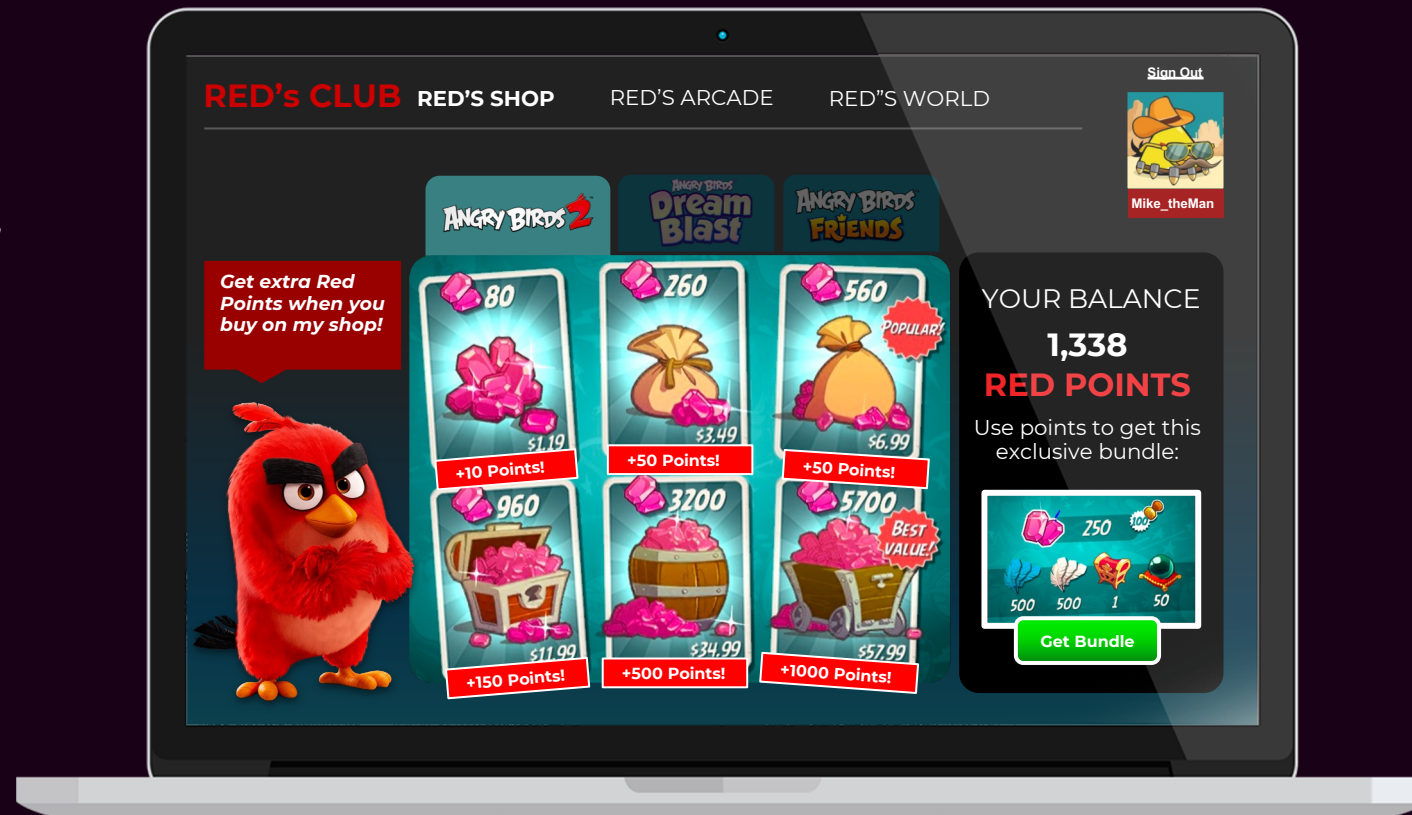 Sign Out
RED's CLUB RED'S SHOP RED'S ARCADE RED"S WORLD
Mike_theMan
ANGRY BIRDS 2
ANGRY BIRDS
Dream
Blast
ANGRY BIRDS
FRIENDS
Get extra Red
Points when you
buy on my shop!
80
$1.19
+10 Points!
260
$3.49
+50 Points!
560
POPULAR!
$6.99
+50 Points!
960
$11.99
+150 Points!
3200
$34.99
+500 Points!
5700
BEST
VALUE!
$57.99
+1000 Points!
YOUR BALANCE
1,338
RED POINTS
Use points to get this
exclusive bundle:
250 100
500 500 1 50
Get Bundle